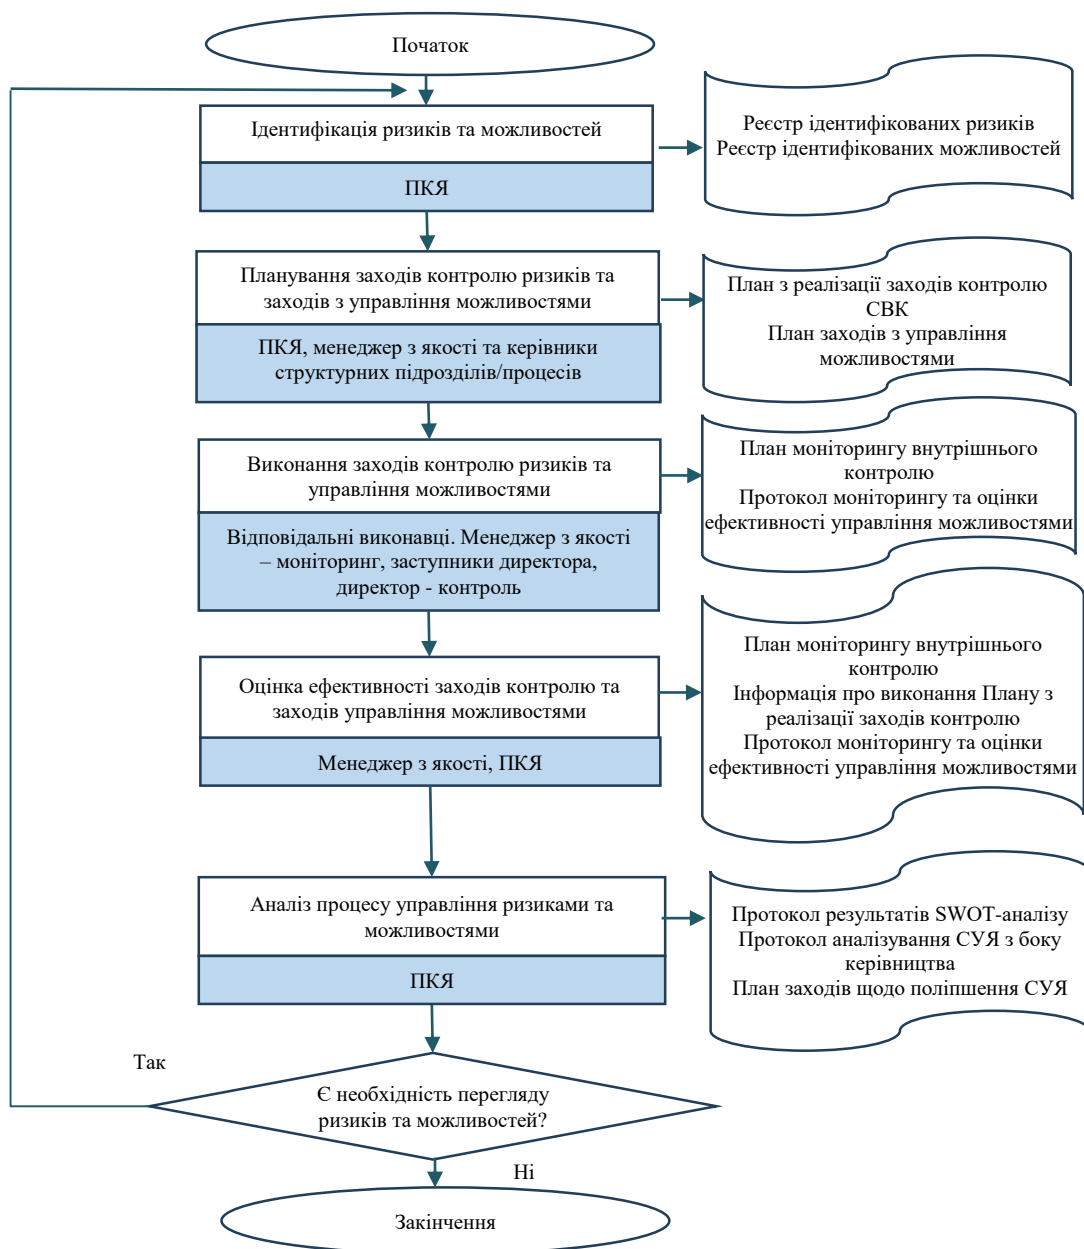 Початок
Ідентифікація ризиків та можливостей
ПКЯ
Реєстр ідентифікованих ризиків
Реєстр ідентифікованих можливостей
Планування заходів контролю ризиків та
заходів з управління можливостями
ПКЯ, менеджер з якості та керівники
структурних підрозділів/процесів
План з реалізації заходів контролю
СВК
План заходів з управління
можливостями
Виконання заходів контролю ризиків та
управління можливостями
Відповідальні виконавці. Менеджер з якості
– моніторинг, заступники директора,
директор - контроль
План моніторингу внутрішнього
контролю
Протокол моніторингу та оцінки
ефективності управління можливостями
Оцінка ефективності заходів контролю та
заходів управління можливостями
Менеджер з якості, ПКЯ
План моніторингу внутрішнього
контролю
Інформація про виконання Плану з
реалізації заходів контролю
Протокол моніторингу та оцінки
ефективності управління можливостями
Аналіз процесу управління ризиками та
можливостями
ПКЯ
Протокол результатів SWOT-аналізу
Протокол аналізування СУЯ з боку
керівництва
План заходів щодо поліпшення СУЯ
Так
Є необхідність перегляду
ризиків та можливостей?
Ні
Закінчення